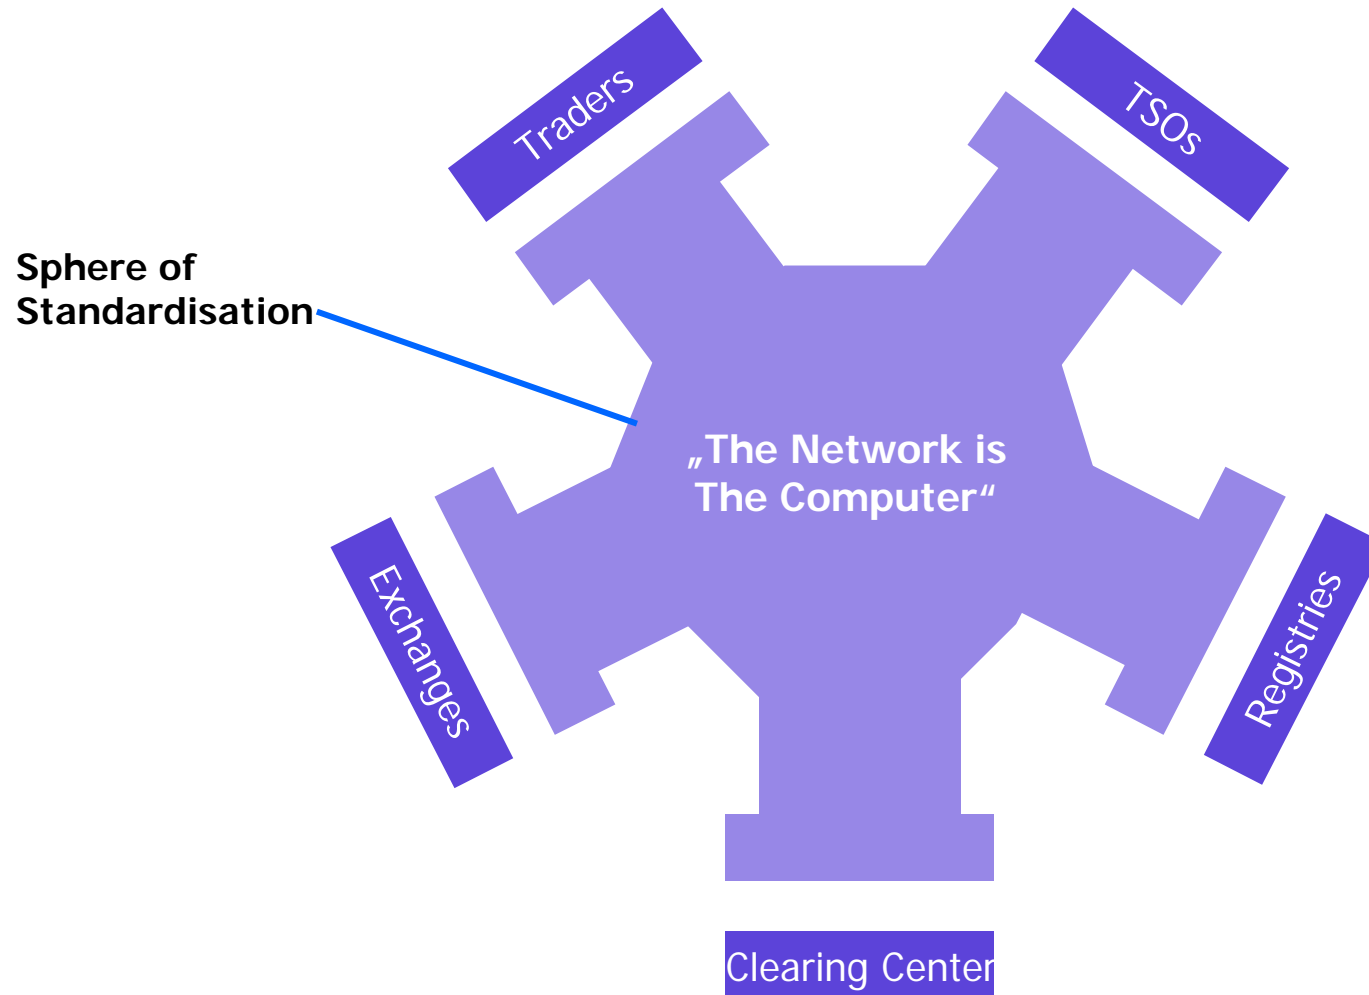 Traders
TSOs
Sphere of
Standardisation
„The Network is
The Computer“
Exchanges
Registries
Clearing Center